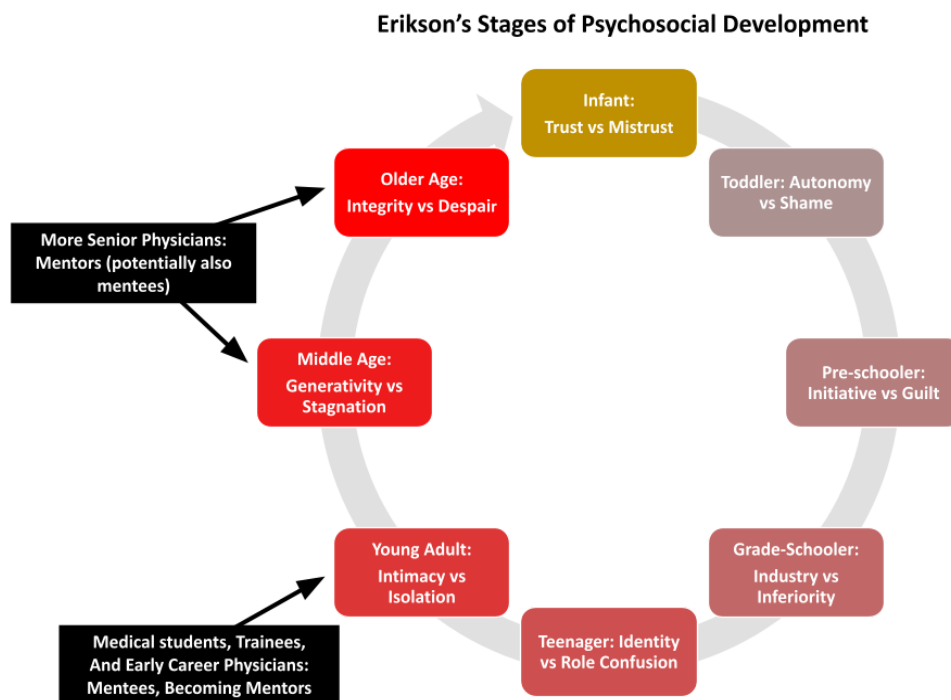 Erikson’s Stages of Psychosocial Development
Infant:
Trust vs Mistrust
Toddler: Autonomy
vs Shame
Pre-schooler:
Initiative vs Guilt
Grade-Schooler:
Industry vs
Inferiority
Teenager: Identity
vs Role Confusion
Young Adult:
Intimacy vs
Isolation
Middle Age:
Generativity vs
Stagnation
Older Age:
Integrity vs Despair
More Senior Physicians:
Mentors (potentially also
mentees)
Medical students, Trainees,
And Early Career Physicians:
Mentees, Becoming Mentors